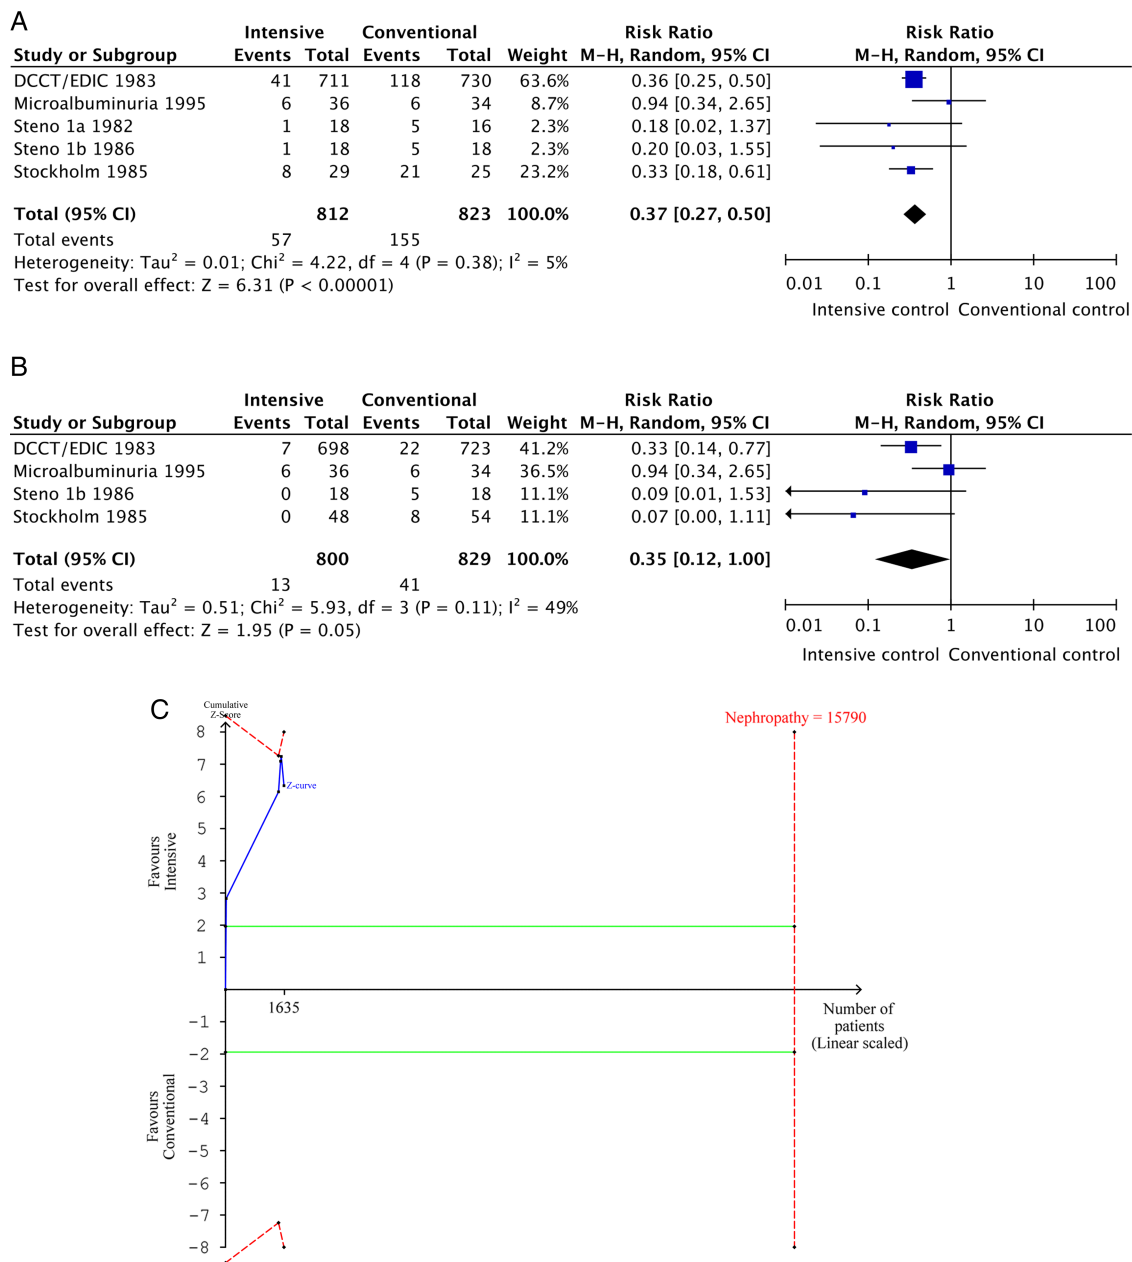 A
Intensive Conventional Risk Ratio Risk Ratio
Study or Subgroup Events Total Events Total Weight M-H, Random, 95% CI M-H, Random, 95% CI
DCCT/EDIC 1983 41 711 118 730 63.6% 0.36 [0.25, 0.50]
Microalbuminuria 1995 6 36 6 34 8.7% 0.94 [0.34, 2.65]
Steno 1a 1982 1 18 5 16 2.3% 0.18 [0.02, 1.37]
Steno 1b 1986 1 18 5 18 2.3% 0.20 [0.03, 1.55]
Stockholm 1985 8 29 21 25 23.2% 0.33 [0.18, 0.61]
Total (95% CI) 812 823 100.0% 0.37 [0.27, 0.50]
Total events 57 155
Heterogeneity: Tau² = 0.01; Chi² = 4.22, df = 4 (P = 0.38); I² = 5%
Test for overall effect: Z = 6.31 (P < 0.00001)
0.01 0.1 1 10 100
Intensive control Conventional control
B
Intensive Conventional Risk Ratio Risk Ratio
Study or Subgroup Events Total Events Total Weight M-H, Random, 95% CI M-H, Random, 95% CI
DCCT/EDIC 1983 7 698 22 723 41.2% 0.33 [0.14, 0.77]
Microalbuminuria 1995 6 36 6 34 36.5% 0.94 [0.34, 2.65]
Steno 1b 1986 0 18 5 18 11.1% 0.09 [0.01, 1.53]
Stockholm 1985 0 48 8 54 11.1% 0.07 [0.00, 1.11]
Total (95% CI) 800 829 100.0% 0.35 [0.12, 1.00]
Total events 13 41
Heterogeneity: Tau² = 0.51; Chi² = 5.93, df = 3 (P = 0.11); I² = 49%
Test for overall effect: Z = 1.95 (P = 0.05)
0.01 0.1 1 10 100
Intensive control Conventional control
C
Cumulative
Z-Score
Nephropathy = 15790
8
7
6
Z-curve
5
4
3
2
1
Favours
Intensive
1635
Number of
patients
(Linear scaled)
-1
-2
-3
-4
-5
-6
-7
-8
Favours
Conventional